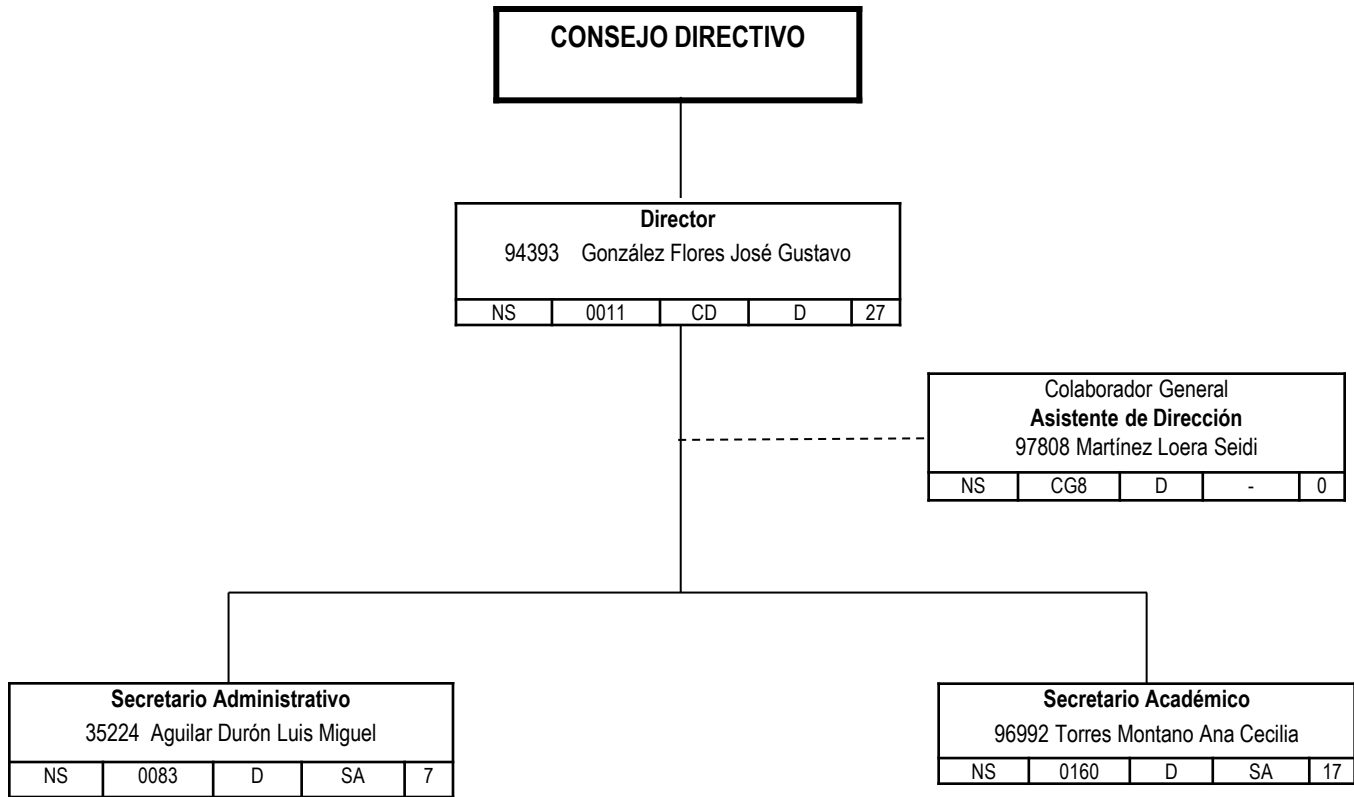 CONSEJO DIRECTIVO
Director
94393 González Flores José Gustavo
NS 0011 CD D 27
Colaborador General
Asistente de Dirección
97808 Martínez Loera Seidi
NS CG8 D - 0
Secretario Administrativo
35224 Aguilar Durón Luis Miguel
NS 0083 D SA 7
Secretario Académico
96992 Torres Montano Ana Cecilia
NS 0160 D SA 17